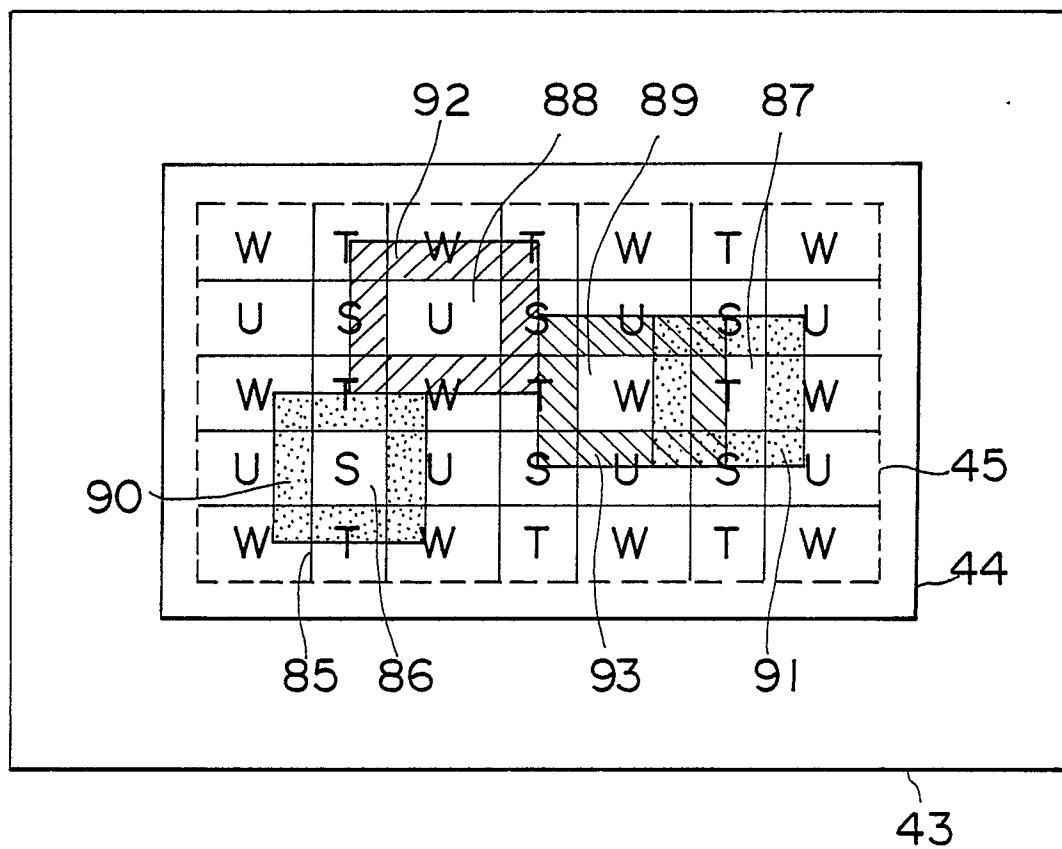 92 88 89 87
W T W T W T W
U S U S U S U
W T W T W T W
U S U S U S U
W T W T W T W
90
45
44
85 86 93 91
43